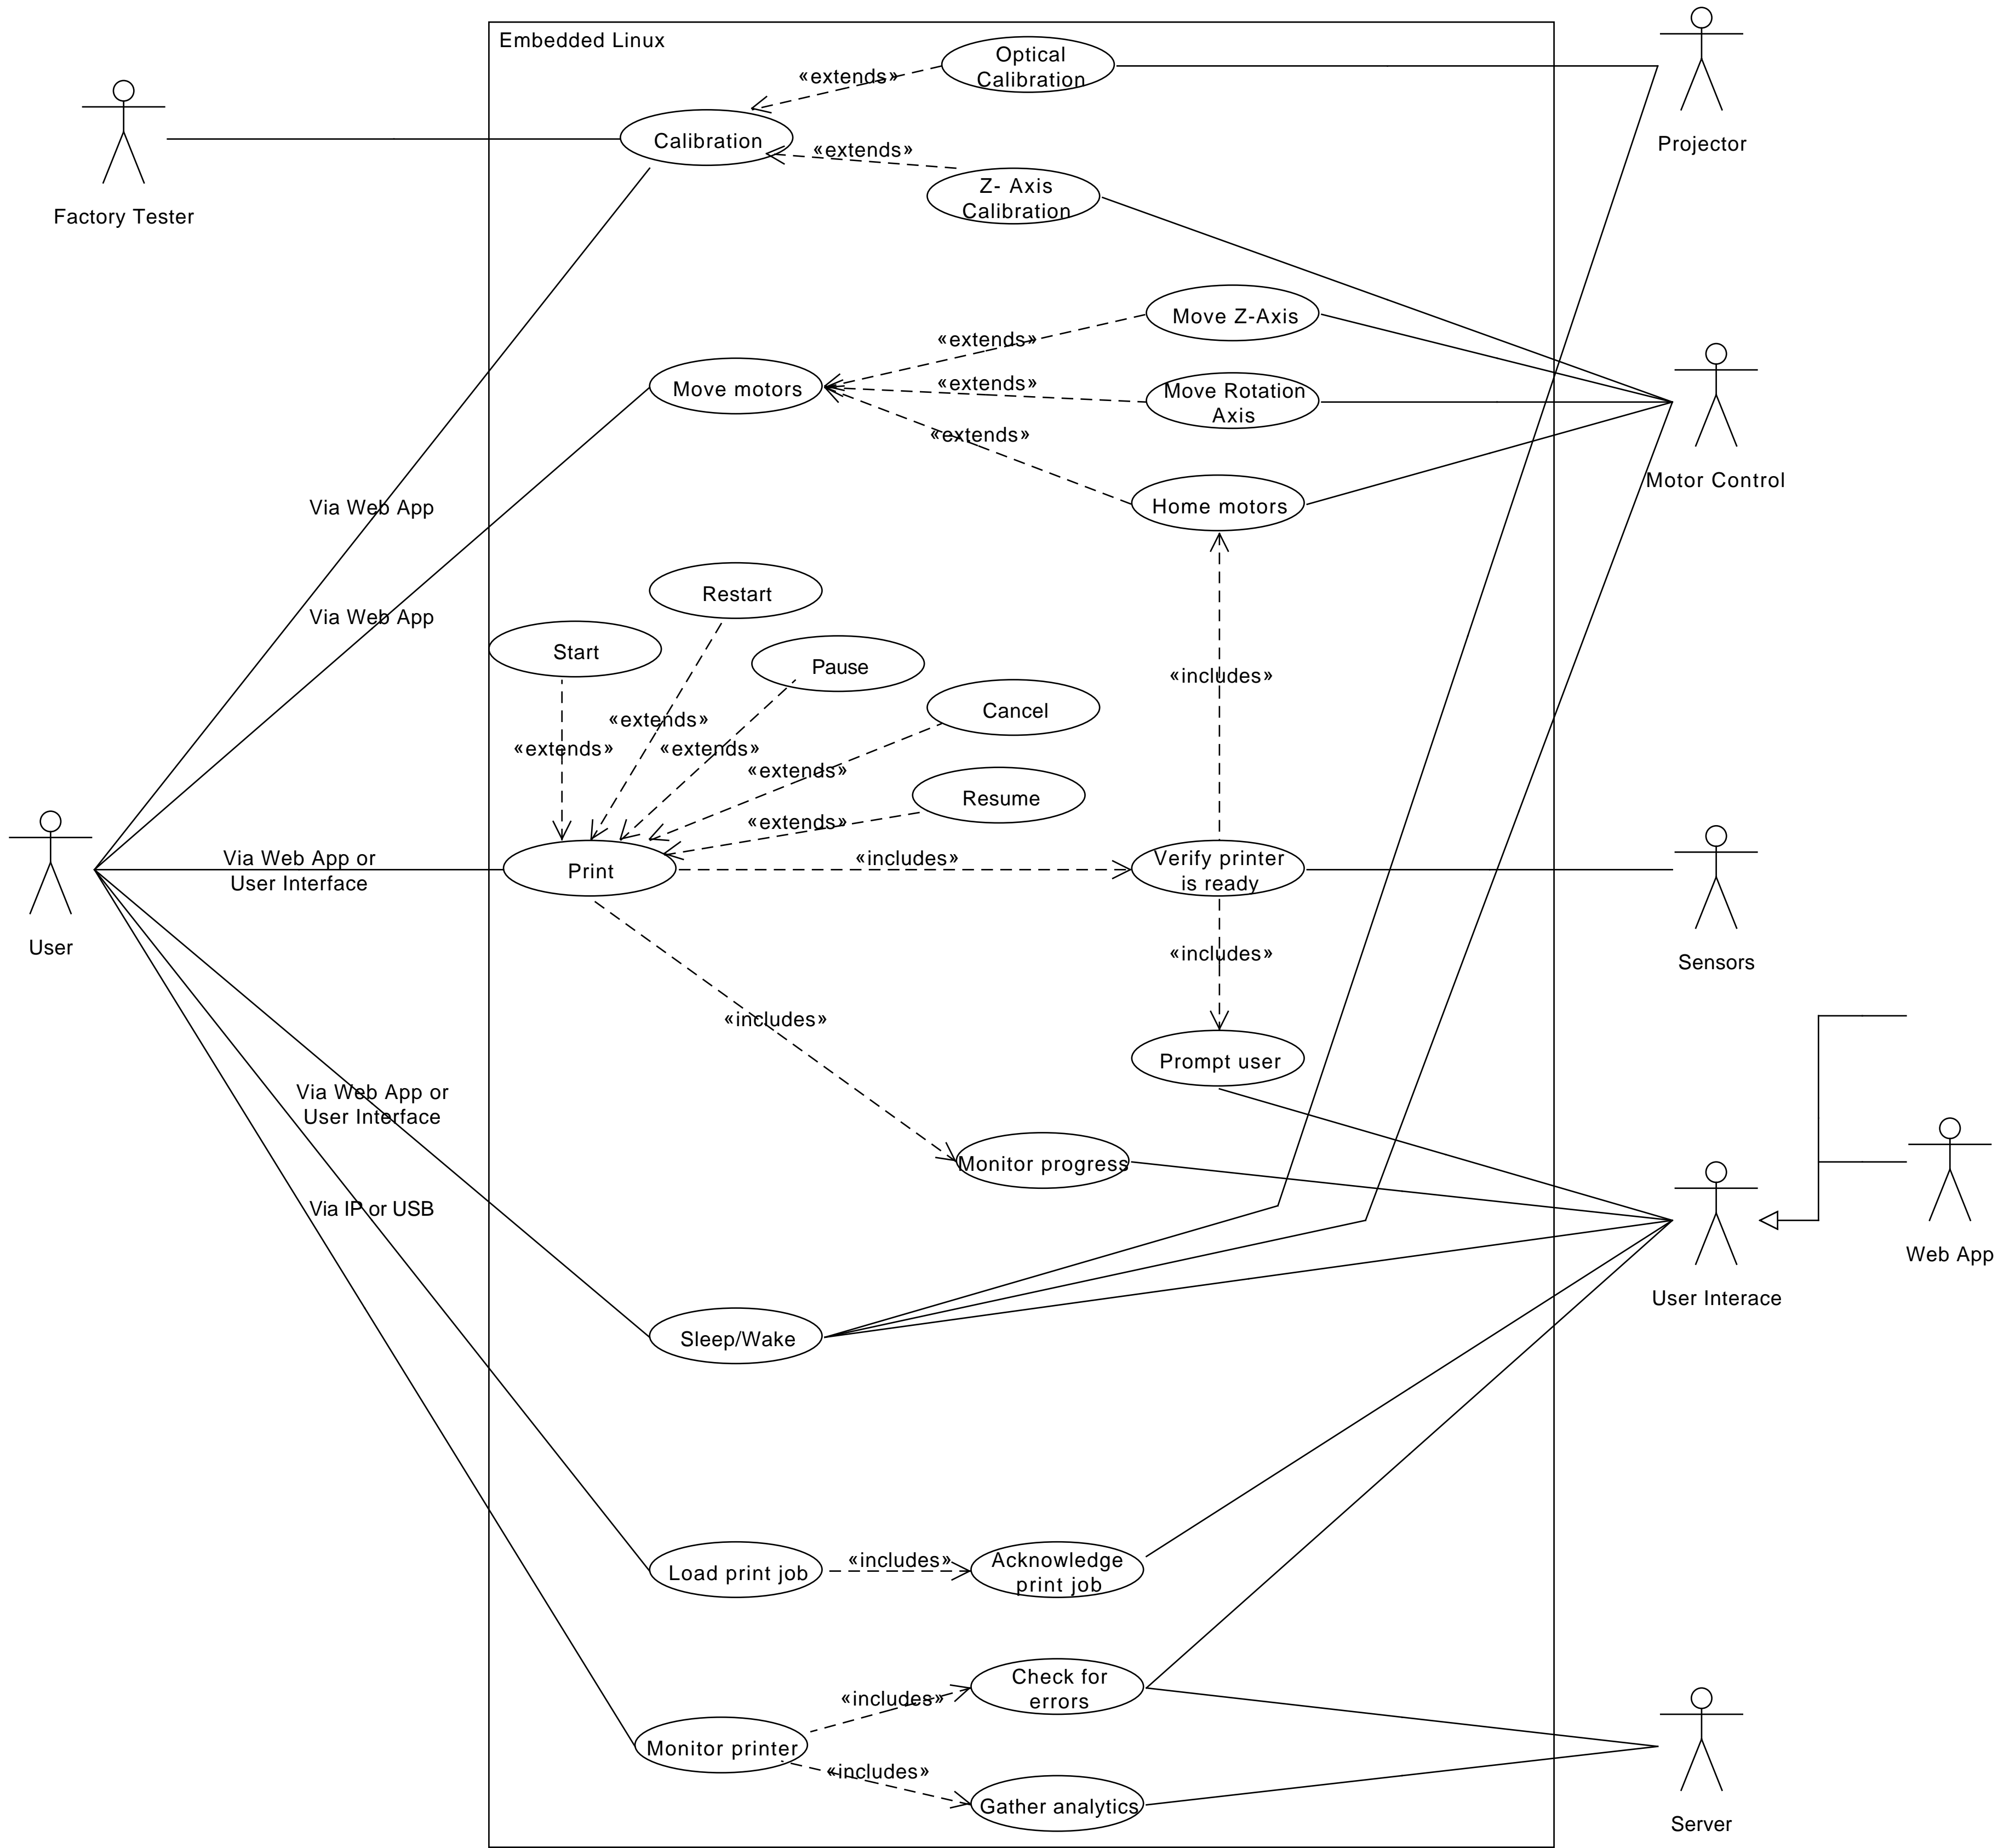 Embedded Linux
Optical
Calibration
«extends»
Projector
Calibration
«extends»
Z- Axis
Calibration
Factory Tester
Move Z-Axis
«extends»
Move motors
«extends»
Move Rotation
Axis
«extends»
Motor Control
Via Web App
Home motors
Restart
Via Web App
Start
Pause
«includes»
Cancel
«extends»
«extends»
«extends»
«extends»
Resume
«extends»
Via Web App or
User Interface
Print
«includes»
Verify printer
is ready
User
«includes»
Sensors
«includes»
Prompt user
Via Web App or
User Interface
Monitor progress
Via IP or USB
Web App
User Interace
Sleep/Wake
Load print job
«includes»
Acknowledge
print job
Check for
errors
«includes»
Monitor printer
«includes»
Gather analytics
Server